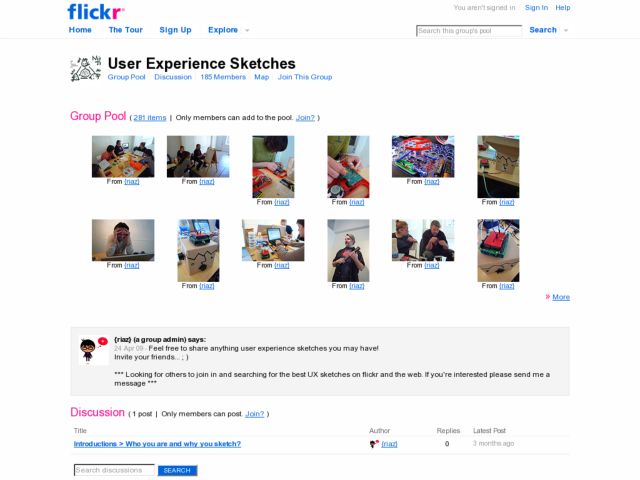 flickr
You aren't signed in Sign In Help
Home The Tour Sign Up Explore
Search this group's pool Search
User Experience Sketches
Group Pool Discussion 185 Members Map Join This Group
Group Pool ( 281 items | Only members can add to the pool. Join? )
From {riaz} From {riaz} From {riaz} From {riaz} From {riaz} From {riaz}
From {riaz} From {riaz} From {riaz} From {riaz} From {riaz} From {riaz}
» More
{riaz} (a group admin) says:
24 Apr 09 - Feel free to share anything user experience sketches you may have!
Invite your friends... ; )
*** Looking for others to join in and searching for the best UX sketches on flickr and the web. If you're interested please send me a
message ***
Discussion ( 1 post | Only members can post. Join? )
Title Author Replies Latest Post
Introductions > Who you are and why you sketch? {riaz} 0 3 months ago
Search discussions SEARCH